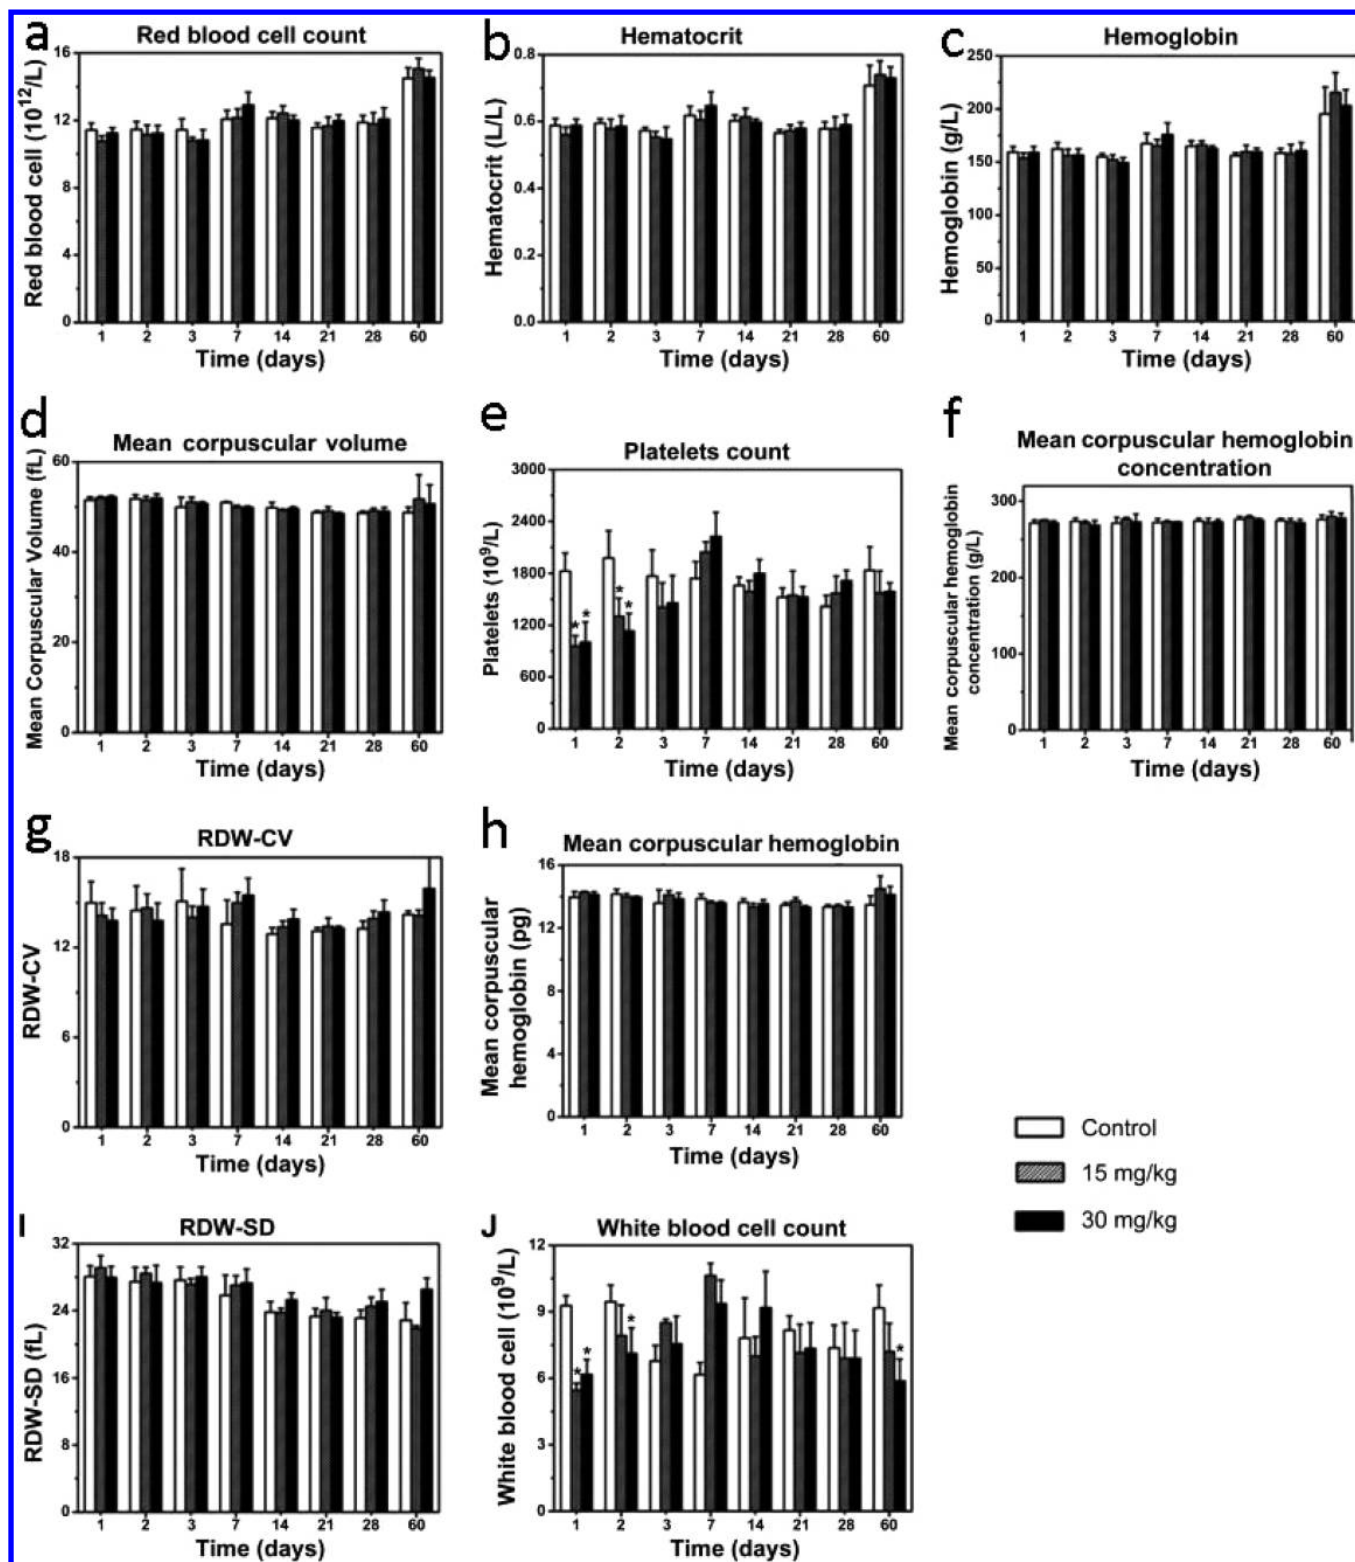 a
Red blood cell count
Red blood cell (10^12/L)
16
12
8
4
0
1 2 3 7 14 21 28 60
Time (days)
b
Hematocrit
Hematocrit (L/L)
0.8
0.6
0.4
0.2
0.0
1 2 3 7 14 21 28 60
Time (days)
c
Hemoglobin
Hemoglobin (g/L)
250
200
150
100
50
0
1 2 3 7 14 21 28 60
Time (days)
d
Mean corpuscular volume
Mean Corpuscular Volume (fL)
60
40
20
0
1 2 3 7 14 21 28 60
Time (days)
e
Platelets count
Platelets (10^9/L)
3000
2400
1800
1200
600
0
* * * *
1 2 3 7 14 21 28 60
Time (days)
f
Mean corpuscular hemoglobin
concentration
Mean corpuscular hemoglobin
concentration (g/L)
300
200
100
0
1 2 3 7 14 21 28 60
Time (days)
g
RDW-CV
RDW-CV
18
12
6
0
1 2 3 7 14 21 28 60
Time (days)
h
Mean corpuscular hemoglobin
Mean corpuscular
hemoglobin (pg)
16
12
8
4
0
1 2 3 7 14 21 28 60
Time (days)
Control
15 mg/kg
30 mg/kg
I
RDW-SD
RDW-SD (fL)
32
24
16
8
0
1 2 3 7 14 21 28 60
Time (days)
J
White blood cell count
White blood cell (10^9/L)
12
9
6
3
0
* * * *
1 2 3 7 14 21 28 60
Time (days)